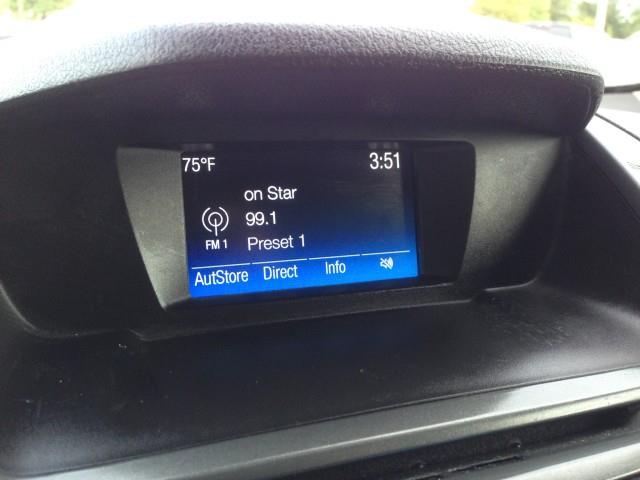 75°F 3:51
on Star
99.1
FM 1 Preset 1
AutStore Direct Info